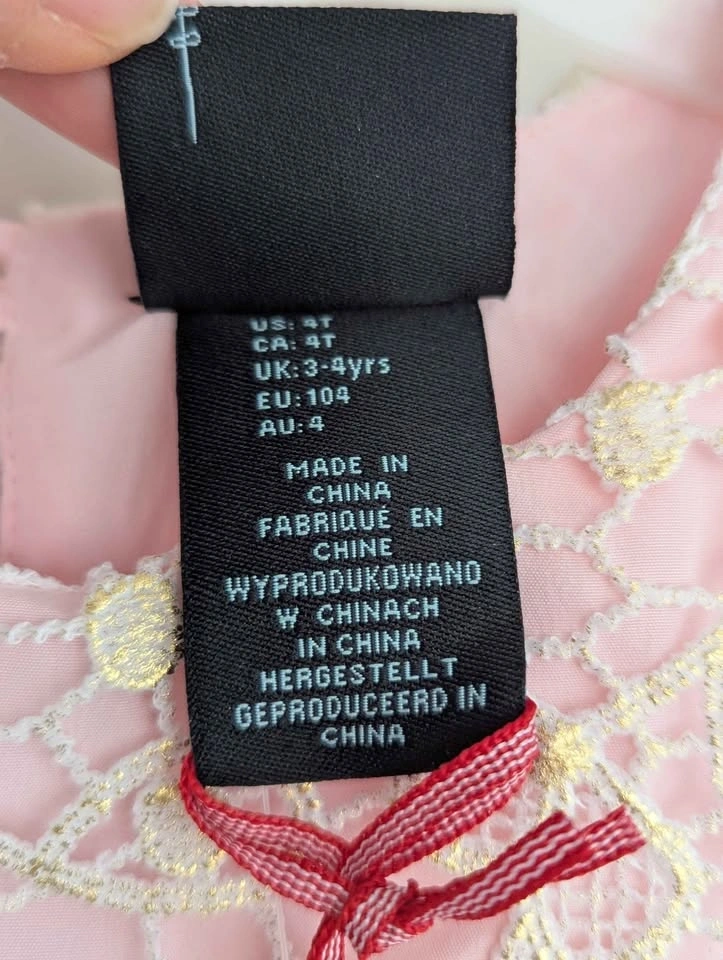 US: 4T
CA: 4T
UK: 3-4yrs
EU: 104
AU: 4
MADE IN
CHINA
FABRIQUÉ EN
CHINE
WYPRODUKOWANO
W CHINACH
IN CHINA
HERGESTELLT
GEPRODUCEERD IN
CHINA